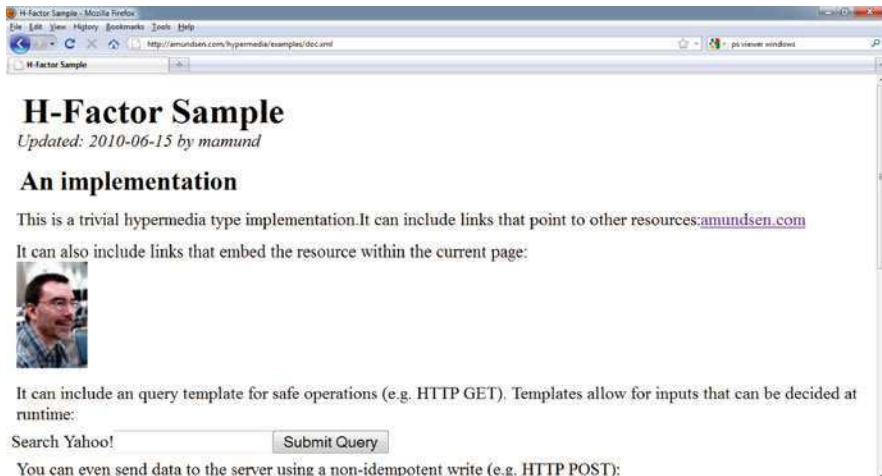 H-Factor Sample - Mozilla Firefox
File Edit View History Bookmarks Tools Help
http://amundsen.com/hypermedia/examples/doc.xml
ps viewer windows
H-Factor Sample
H-Factor Sample
Updated: 2010-06-15 by mamund
An implementation
This is a trivial hypermedia type implementation.It can include links that point to other resources:amundsen.com
It can also include links that embed the resource within the current page:
It can include an query template for safe operations (e.g. HTTP GET). Templates allow for inputs that can be decided at
runtime:
Search Yahoo!
Submit Query
You can even send data to the server using a non-idempotent write (e.g. HTTP POST):